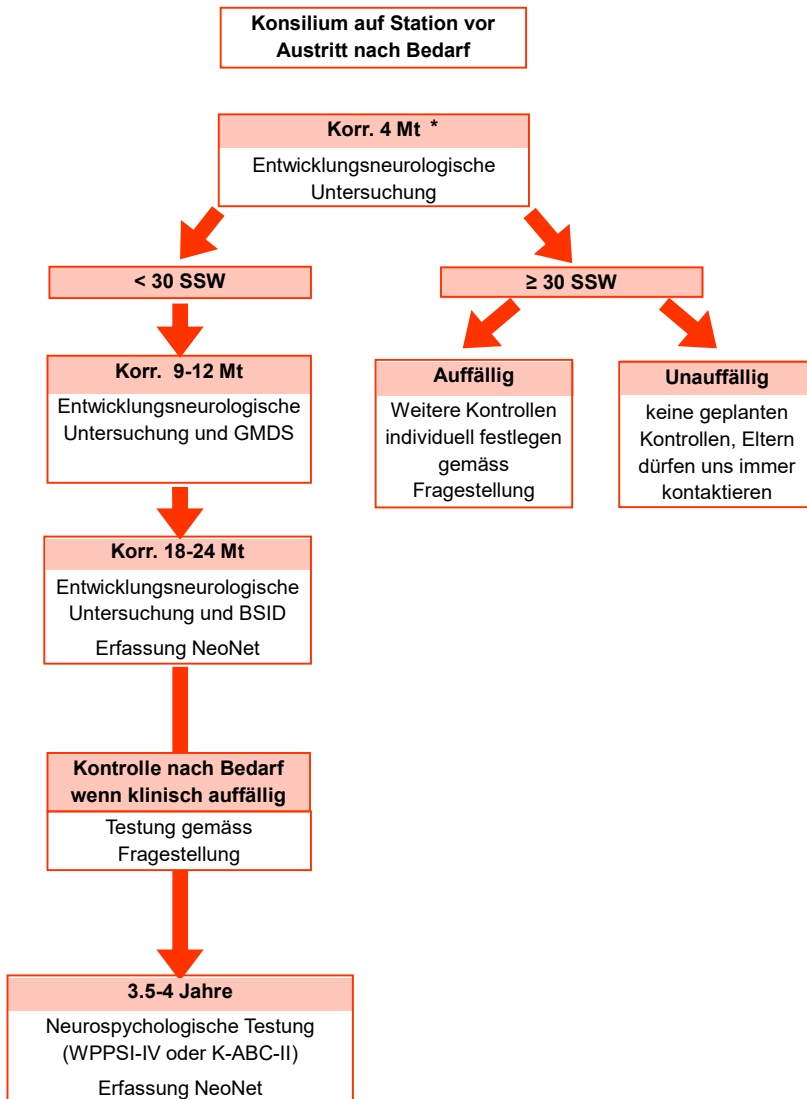 Konsilium auf Station vor
Austritt nach Bedarf
Korr. 4 Mt *
Entwicklungsneurologische
Untersuchung
< 30 SSW
≥ 30 SSW
Korr. 9-12 Mt
Entwicklungsneurologische
Untersuchung und GMDS
Auffällig
Weitere Kontrollen
individuell festlegen
gemäss
Fragestellung
Unauffällig
keine geplanten
Kontrollen, Eltern
dürfen uns immer
kontaktieren
Korr. 18-24 Mt
Entwicklungsneurologische
Untersuchung und BSID
Erfassung NeoNet
Kontrolle nach Bedarf
wenn klinisch auffällig
Testung gemäss
Fragestellung
3.5-4 Jahre
Neurospychologische Testung
(WPPSI-IV oder K-ABC-II)
Erfassung NeoNet